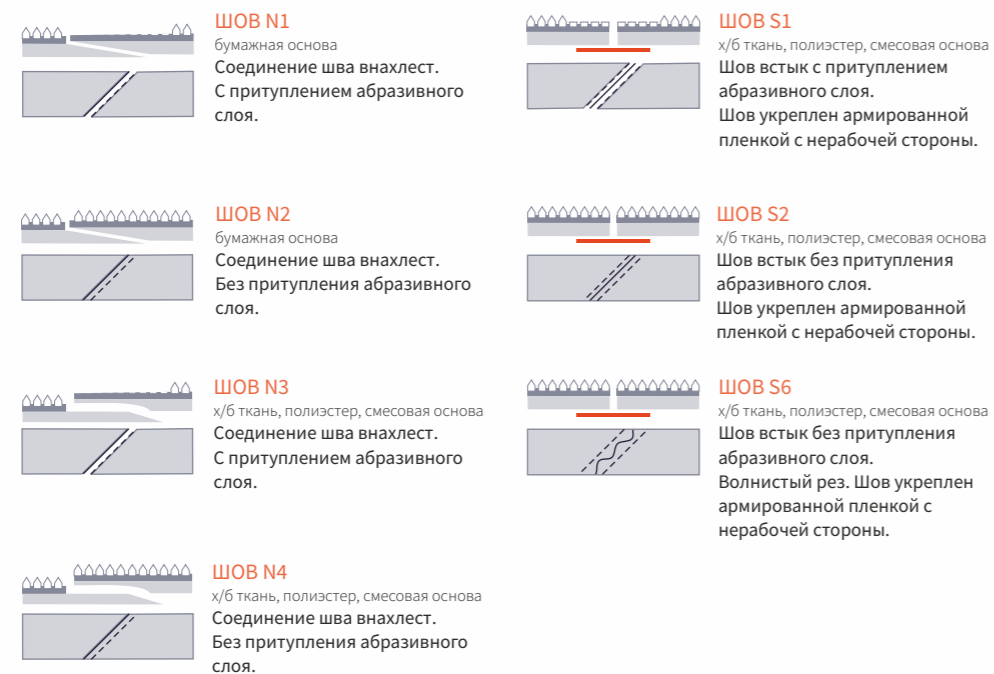 ШОВ N1
бумажная основа
Соединение шва внахлест.
С притуплением абразивного
слоя.
ШОВ N2
бумажная основа
Соединение шва внахлест.
Без притупления абразивного
слоя.
ШОВ N3
х/б ткань, полиэстер, смесовая основа
Соединение шва внахлест.
С притуплением абразивного
слоя.
ШОВ N4
х/б ткань, полиэстер, смесовая основа
Соединение шва внахлест.
Без притупления абразивного
слоя.
ШОВ S1
х/б ткань, полиэстер, смесовая основа
Шов встык с притуплением
абразивного слоя.
Шов укреплен армированной
пленкой с нерабочей стороны.
ШОВ S2
х/б ткань, полиэстер, смесовая основа
Шов встык без притупления
абразивного слоя.
Шов укреплен армированной
пленкой с нерабочей стороны.
ШОВ S6
х/б ткань, полиэстер, смесовая основа
Шов встык без притупления
абразивного слоя.
Волнистый рез. Шов укреплен
армированной пленкой с
нерабочей стороны.